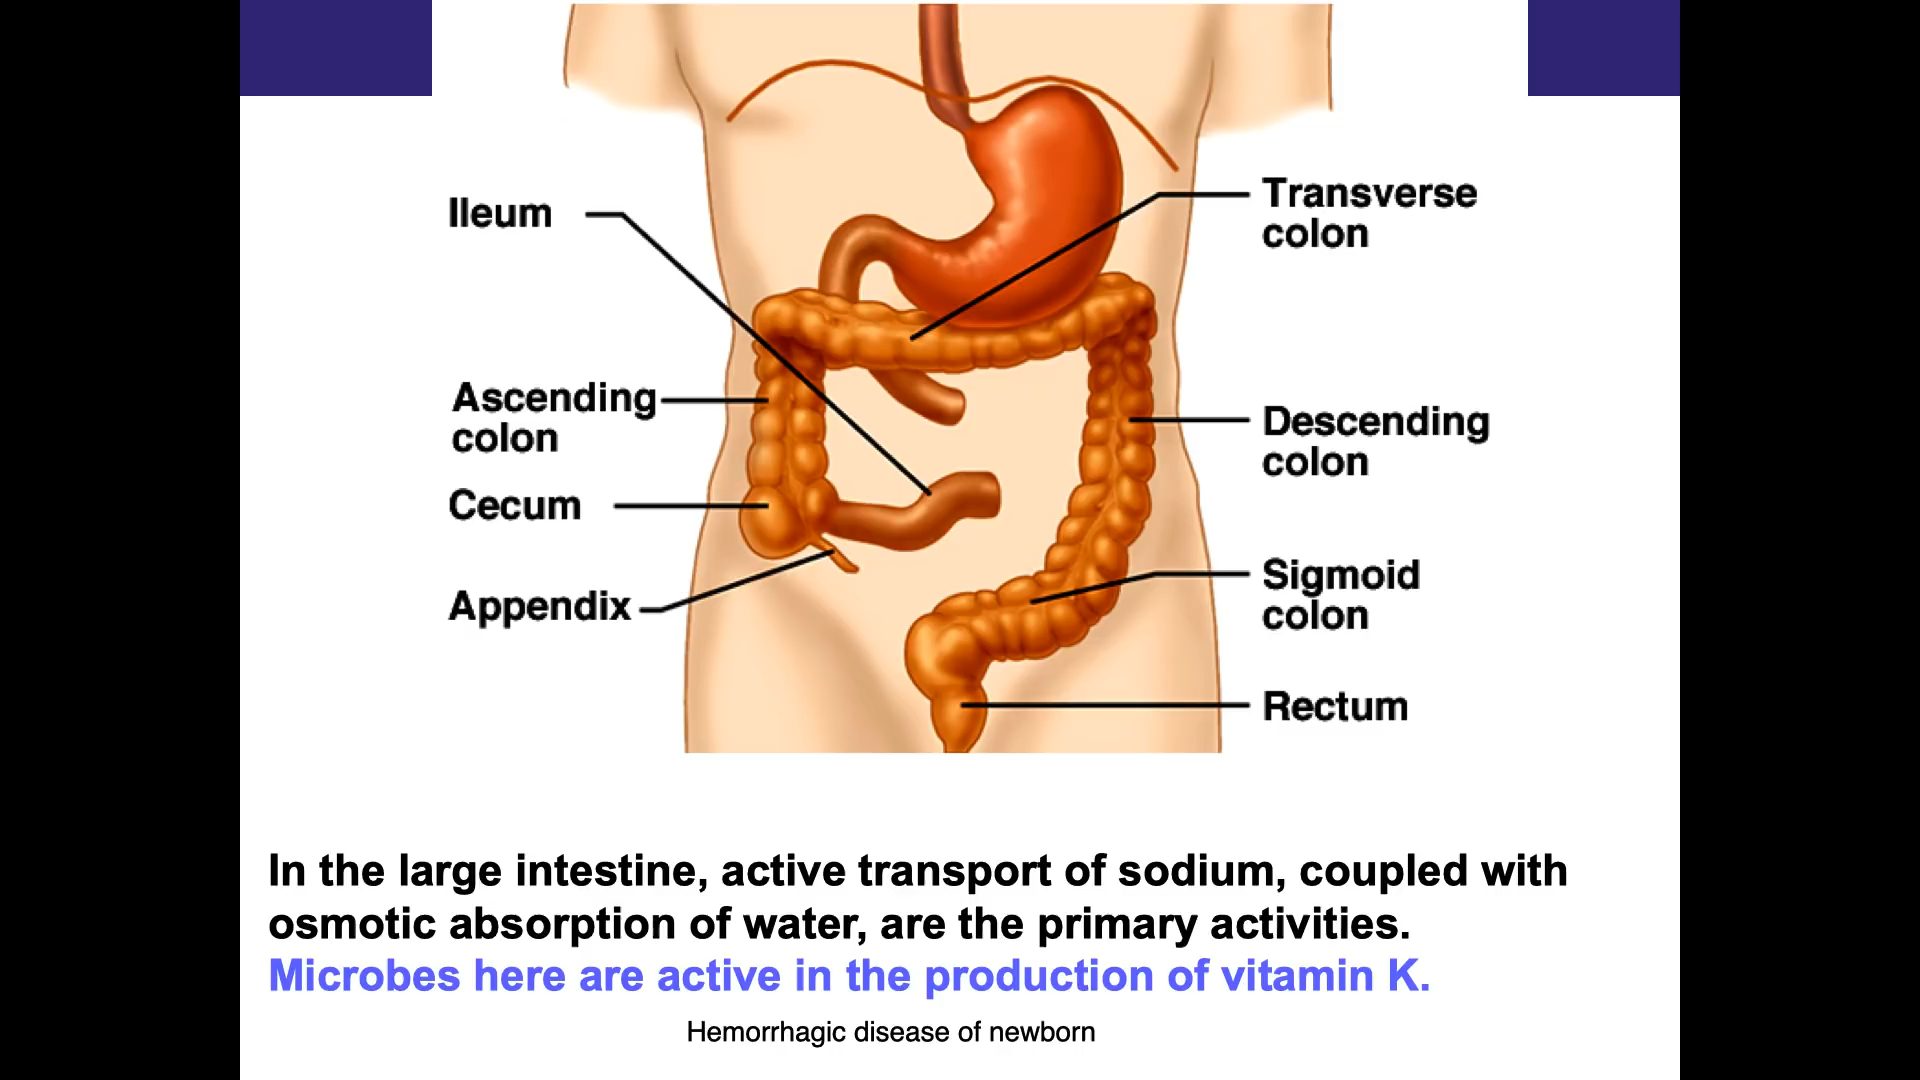 Ileum
Ascending
colon
Cecum
Appendix
Transverse
colon
Descending
colon
Sigmoid
colon
Rectum
In the large intestine, active transport of sodium, coupled with
osmotic absorption of water, are the primary activities.
Microbes here are active in the production of vitamin K.
Hemorrhagic disease of newborn